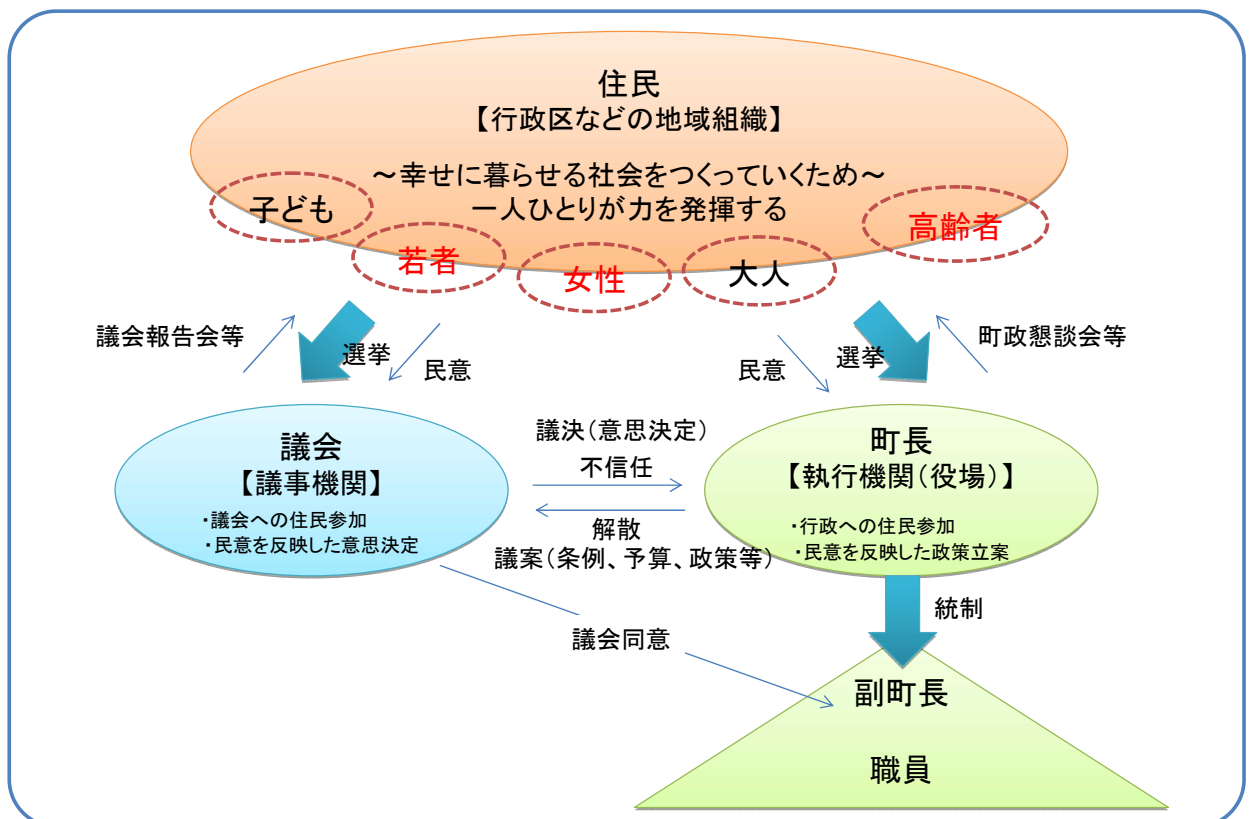 住民
【行政区などの地域組織】
～幸せに暮らせる社会をつくっていくため～
一人ひとりが力を発揮する
子ども
若者
女性
大人
高齢者
議会報告会等
選挙
民意
民意
選挙
町政懇談会等
議会
【議事機関】
・議会への住民参加
・民意を反映した意思決定
議決（意思決定）
不信任
解散
議案（条例、予算、政策等）
町長
【執行機関（役場）】
・行政への住民参加
・民意を反映した政策立案
統制
議会同意
副町長
職員